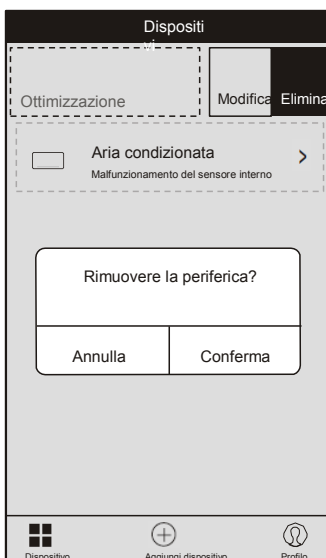 Dispositi
vi
Ottimizzazione
Modifica Elimina
Aria condizionata
Malfunzionamento del sensore interno
Rimuovere la periferica?
Annulla Conferma
Dispositivo Aggiungi dispositivo Profilo